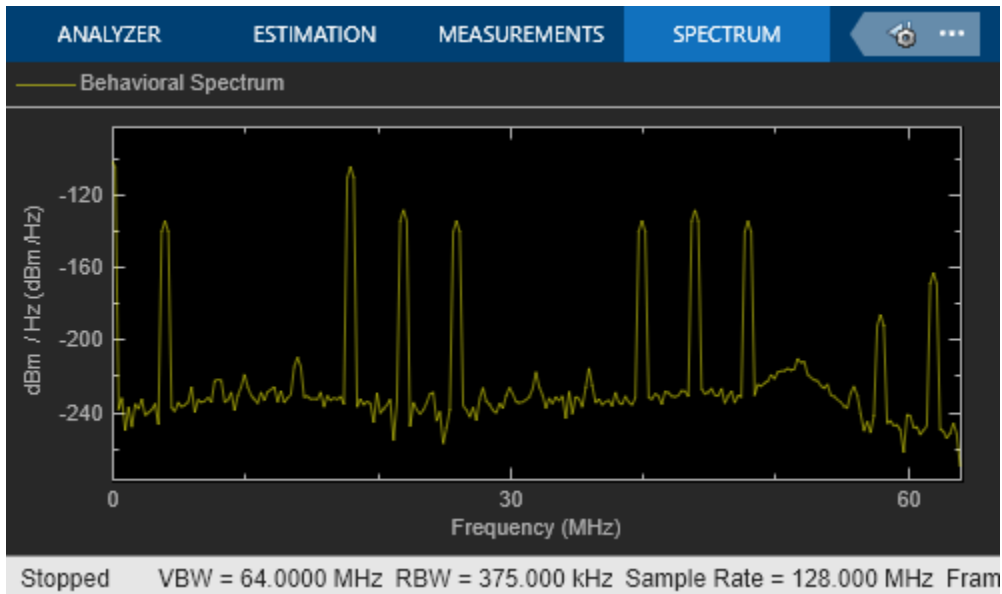 ANALYZER ESTIMATION MEASUREMENTS SPECTRUM
Behavioral Spectrum
-120
-160
-200
-240
dBm / Hz (dBm /Hz)
0 30 60
Frequency (MHz)
Stopped VBW = 64.0000 MHz RBW = 375.000 kHz Sample Rate = 128.000 MHz Fram